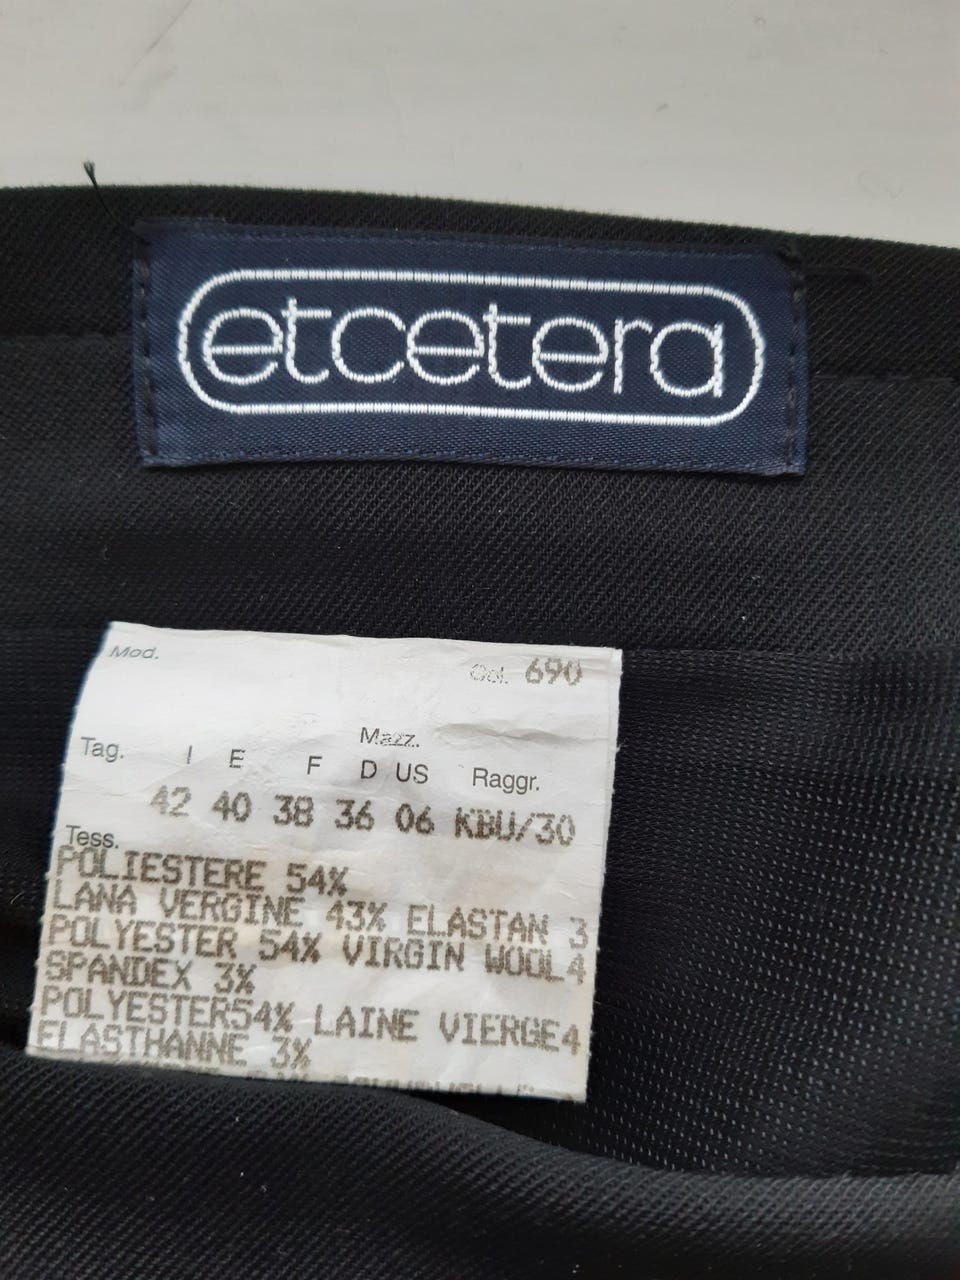 etcetera
Mod.
Col. 690
Mazz.
Tag. I E F D US Raggr.
42 40 38 36 06 KBU/30
Tess.
POLIESTERE 54%
LANA VERGINE 43% ELASTAN 3
POLYESTER 54% VIRGIN WOOL4
SPANDEX 3%
POLYESTER54% LAINE VIERGE4
ELASTHANNE 3%